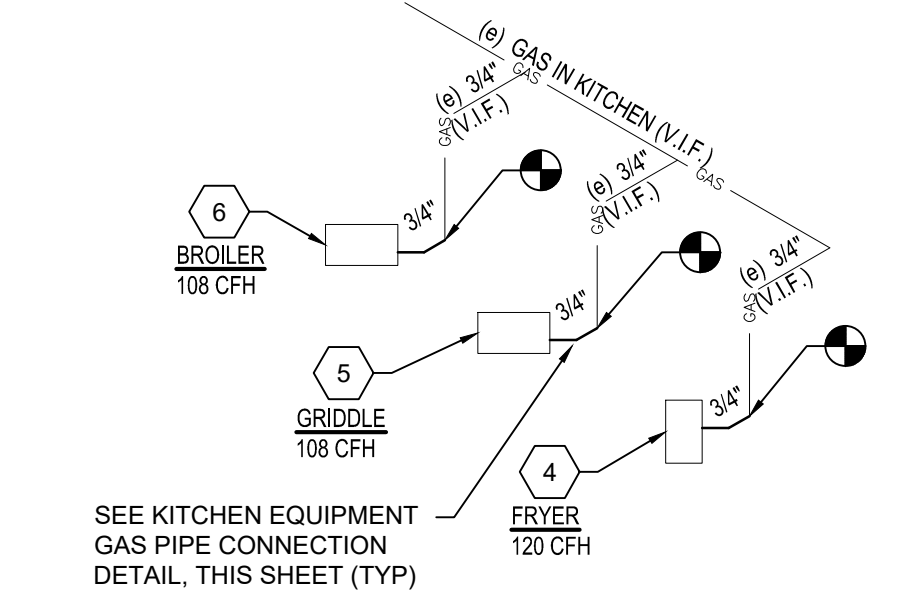 (e) GAS IN KITCHEN (V.I.F.)
GAS
GAS
(e) 3/4"
(V.I.F.)
GAS
3/4"
6
BROILER
108 CFH
(e) 3/4"
(V.I.F.)
GAS
3/4"
5
GRIDDLE
108 CFH
(e) 3/4"
(V.I.F.)
GAS
3/4"
4
FRYER
120 CFH
SEE KITCHEN EQUIPMENT
GAS PIPE CONNECTION
DETAIL, THIS SHEET (TYP)